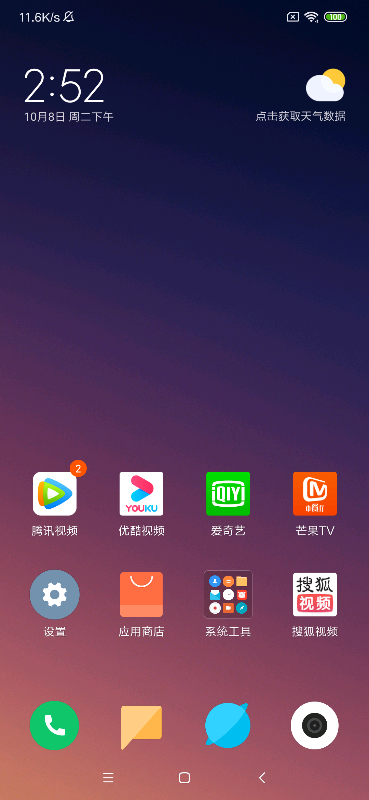 11.6K/s
100
2:52
10月8日 周二下午
点击获取天气数据
2
YOUKU
iQIYI
腾讯视频
优酷视频
爱奇艺
芒果TV
搜狐
视频
设置
应用商店
系统工具
搜狐视频